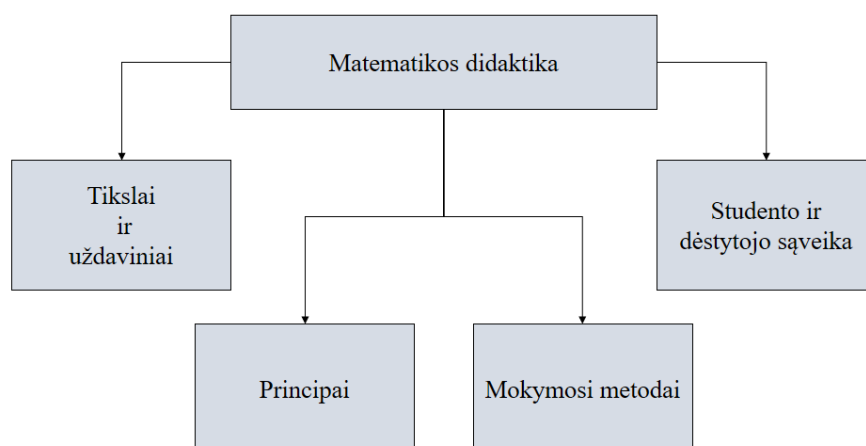 Matematikos didaktika
Tikslai
ir
uždaviniai
Studento ir
dėstytojo sąveika
Principai
Mokymosi metodai